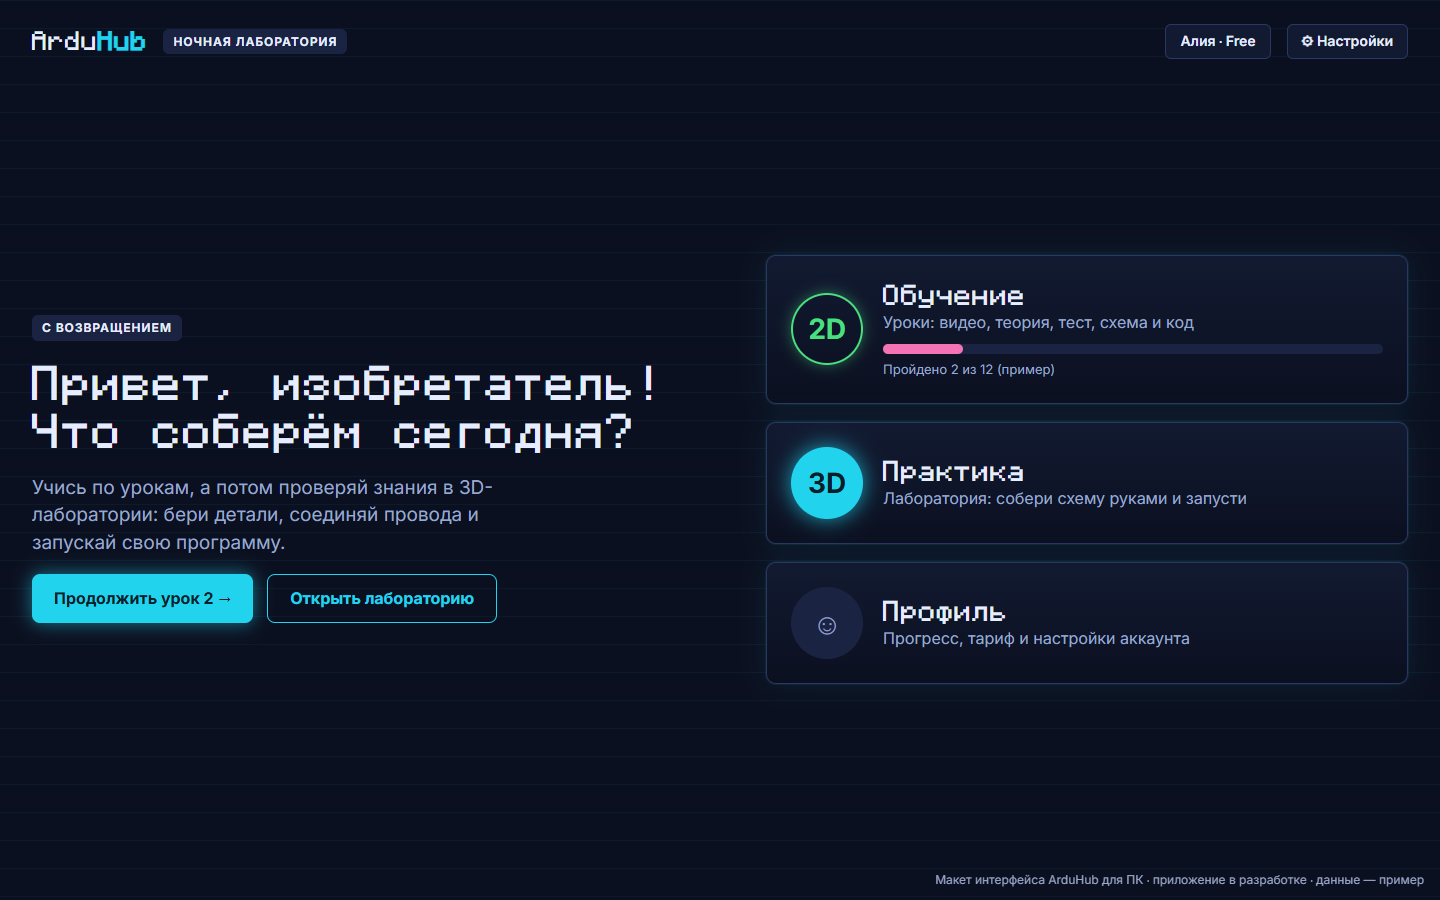 ArduHub
НОЧНАЯ ЛАБОРАТОРИЯ
Алия · Free
⚙ Настройки
С ВОЗВРАЩЕНИЕМ
Привет, изобретатель!
Что соберём сегодня?
Учись по урокам, а потом проверяй знания в 3D-
лаборатории: бери детали, соединяй провода и
запускай свою программу.
Продолжить урок 2 →
Открыть лабораторию
2D
Обучение
Уроки: видео, теория, тест, схема и код
Пройдено 2 из 12 (пример)
3D
Практика
Лаборатория: собери схему руками и запусти
Профиль
Прогресс, тариф и настройки аккаунта
Макет интерфейса ArduHub для ПК · приложение в разработке · данные — пример